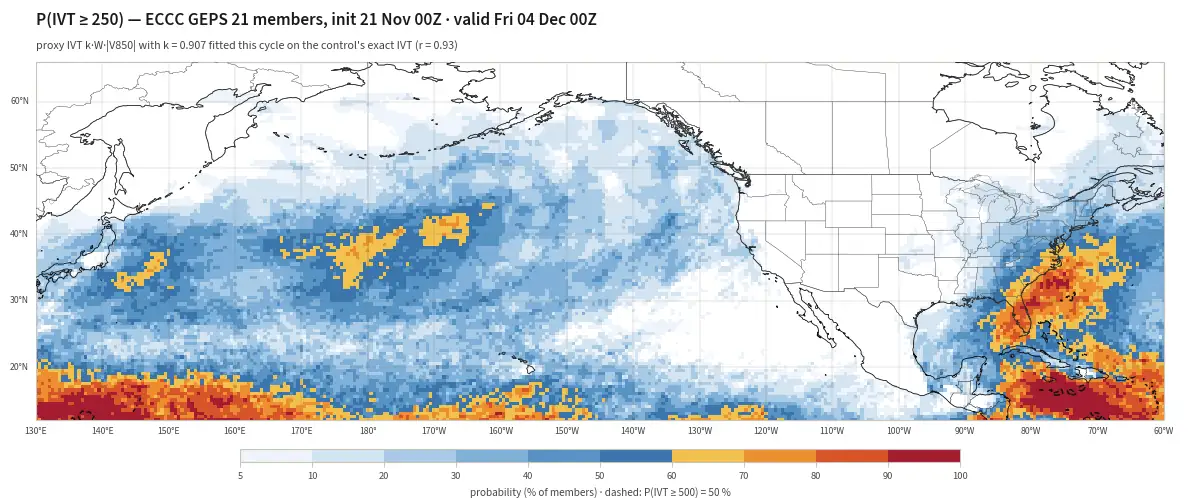 P(IVT ≥ 250) — ECCC GEPS 21 members, init 21 Nov 00Z · valid Fri 04 Dec 00Z
proxy IVT k·W·|V850| with k = 0.907 fitted this cycle on the control's exact IVT (r = 0.93)
60°N
50°N
40°N
30°N
20°N
130°E 140°E 150°E 160°E 170°E 180° 170°W 160°W 150°W 140°W 130°W 120°W 110°W 100°W 90°W 80°W 70°W 60°W
5 10 20 30 40 50 60 70 80 90 100
probability (% of members) · dashed: P(IVT ≥ 500) = 50 %